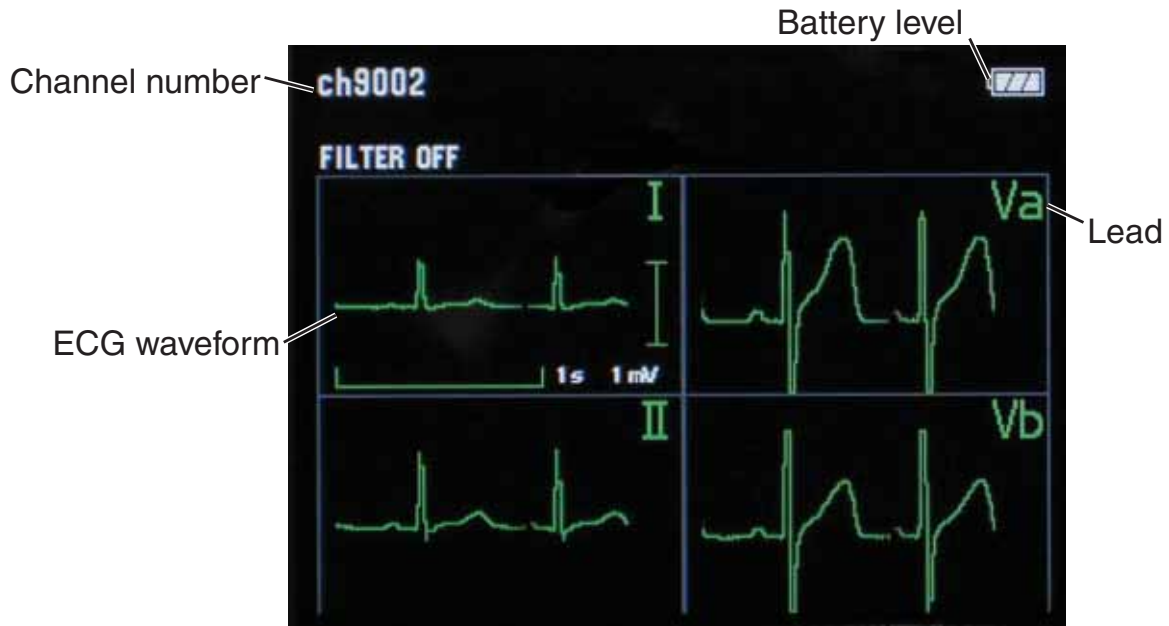 Battery level
Channel number
ch9002
FILTER OFF
I
Va
Lead
ECG waveform
1s 1mV
II
Vb